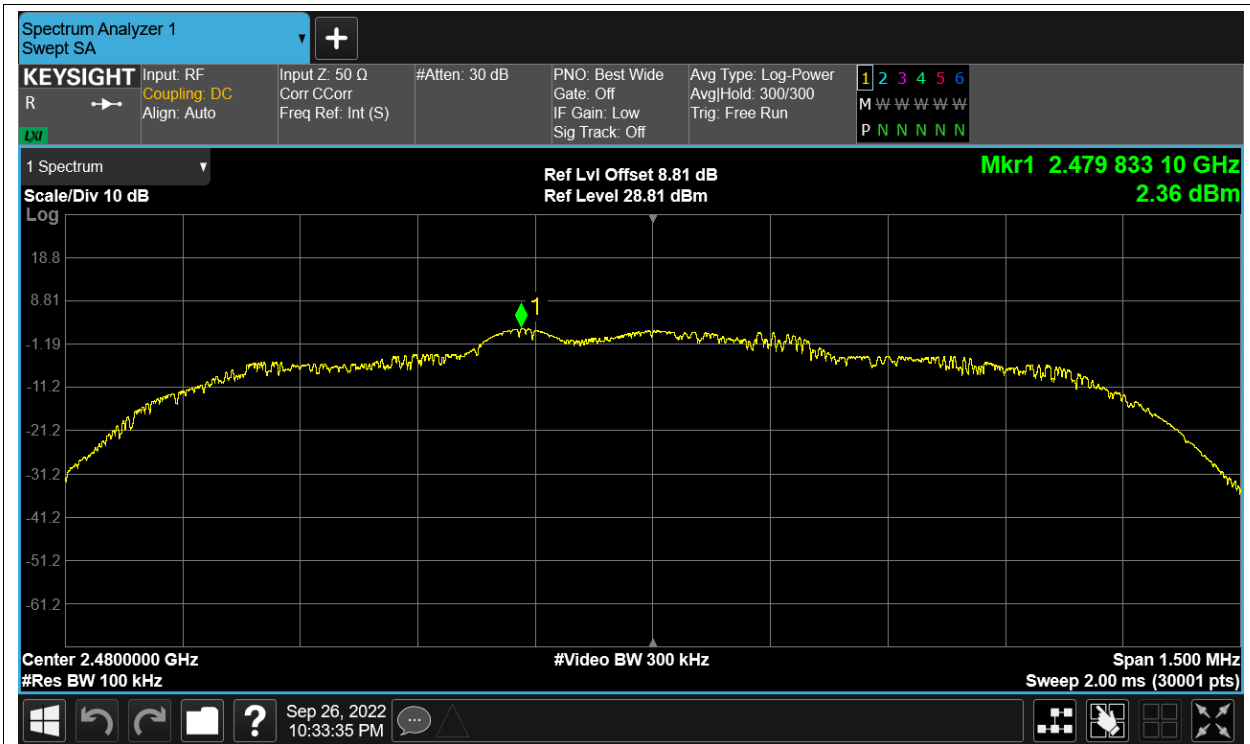 Spectrum Analyzer 1
Swept SA
KEYSIGHT
R
LXI
Input: RF
Coupling: DC
Align: Auto
Input Z: 50 Ω
Corr CCorr
Freq Ref: Int (S)
#Atten: 30 dB
PNO: Best Wide
Gate: Off
IF Gain: Low
Sig Track: Off
Avg Type: Log-Power
Avg|Hold: 300/300
Trig: Free Run
1 2 3 4 5 6
M W W W W W W
P N N N N N
1 Spectrum
Scale/Div 10 dB
Log
Ref Lvl Offset 8.81 dB
Ref Level 28.81 dBm
Mkr1 2.479 833 10 GHz
2.36 dBm
18.8
8.81
1
-1.19
-11.2
-21.2
-31.2
-41.2
-51.2
-61.2
Center 2.4800000 GHz
#Video BW 300 kHz
Span 1.500 MHz
#Res BW 100 kHz
Sweep 2.00 ms (30001 pts)
?
Sep 26, 2022
10:33:35 PM